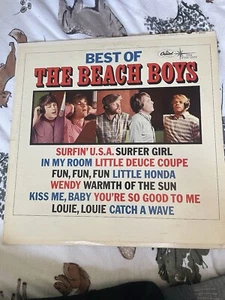 BEST OF
THE BEACH BOYS
Capitol
SURFIN' U.S.A. SURFER GIRL
IN MY ROOM LITTLE DEUCE COUPE
FUN, FUN, FUN LITTLE HONDA
WENDY WARMTH OF THE SUN
KISS ME, BABY YOU'RE SO GOOD TO ME
LOUIE, LOUIE CATCH A WAVE